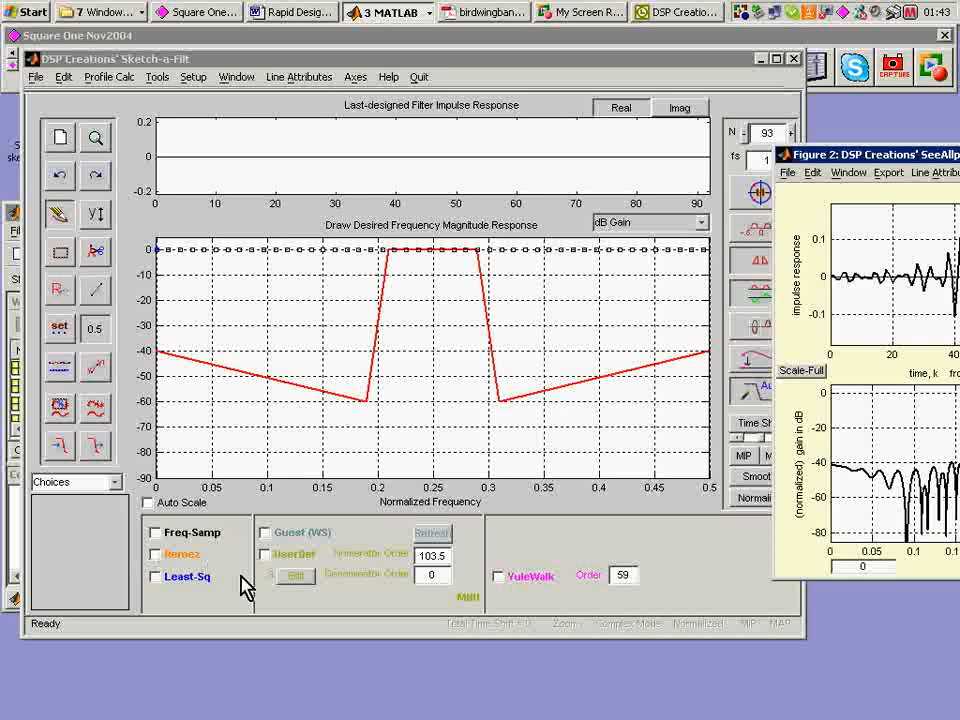 Start 7 Window... Square One... Rapid Desig... 3 MATLAB birdwingban... My Screen R... DSP Creatio... 01:43
Square One Nov2004
DSP Creations' Sketch-a-Filt
File Edit Profile Calc Tools Setup Window Line Attributes Axes Help Quit
CAPTURE
Last-designed Filter Impulse Response Real Imag
0.2
0
-0.2
0 10 20 30 40 50 60 70 80 90
N - 93 +
fs 1
Draw Desired Frequency Magnitude Response dB Gain
0
-10
-20
-30
-40
-50
-60
-70
-80
-90
0 0.05 0.1 0.15 0.2 0.25 0.3 0.35 0.4 0.45 0.5
Normalized Frequency
Auto Scale
set 0.5
Choices
Time Sh
MIP M
Smoot
Normali
Figure 2: DSP Creations' SeeAllp
File Edit Window Export Line Attribu
impulse response
0.1
0
-0.1
0 20 40
Scale-Full time, k fro
(normalized) gain in dB
0
-20
-40
-60
-80
0 0.05 0.1 0.15
0
Freq-Samp
Remez
Least-Sq
Guest (WS) Refresh
UserDef Numerator Order 103.5
Edit Denominator Order 0
YuleWalk Order 59
Ready Total Time Shift = 0 Zoom Complex Mode Normalized MIP MAP